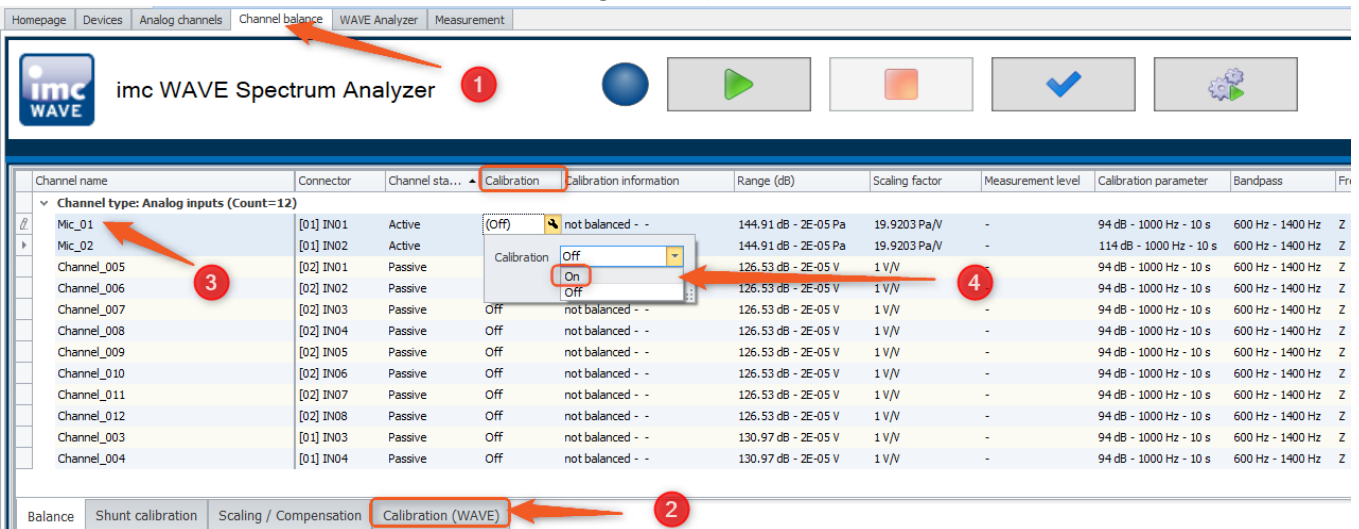 Homepage Devices Analog channels Channel balance WAVE Analyzer Measurement
imc WAVE
imc WAVE Spectrum Analyzer
1
Channel name Connector Channel sta... Calibration Calibration information Range (dB) Scaling factor Measurement level Calibration parameter Bandpass Fre
Channel type: Analog inputs (Count=12)
Mic_01 [01] IN01 Active (Off) not balanced - - 144.91 dB - 2E-05 Pa 19.9203 Pa/V - 94 dB - 1000 Hz - 10 s 600 Hz - 1400 Hz Z
Mic_02 [01] IN02 Active 144.91 dB - 2E-05 Pa 19.9203 Pa/V - 114 dB - 1000 Hz - 10 s 600 Hz - 1400 Hz Z
Calibration Off
On
Off
3
4
Channel_005 [02] IN01 Passive 126.53 dB - 2E-05 V 1 V/V - 94 dB - 1000 Hz - 10 s 600 Hz - 1400 Hz Z
Channel_006 [02] IN02 Passive 126.53 dB - 2E-05 V 1 V/V 94 dB - 1000 Hz - 10 s 600 Hz - 1400 Hz Z
Channel_007 [02] IN03 Passive Off not balanced - - 126.53 dB - 2E-05 V 1 V/V - 94 dB - 1000 Hz - 10 s 600 Hz - 1400 Hz Z
Channel_008 [02] IN04 Passive Off not balanced - - 126.53 dB - 2E-05 V 1 V/V - 94 dB - 1000 Hz - 10 s 600 Hz - 1400 Hz Z
Channel_009 [02] IN05 Passive Off not balanced - - 126.53 dB - 2E-05 V 1 V/V - 94 dB - 1000 Hz - 10 s 600 Hz - 1400 Hz Z
Channel_010 [02] IN06 Passive Off not balanced - - 126.53 dB - 2E-05 V 1 V/V - 94 dB - 1000 Hz - 10 s 600 Hz - 1400 Hz Z
Channel_011 [02] IN07 Passive Off not balanced - - 126.53 dB - 2E-05 V 1 V/V - 94 dB - 1000 Hz - 10 s 600 Hz - 1400 Hz Z
Channel_012 [02] IN08 Passive Off not balanced - - 126.53 dB - 2E-05 V 1 V/V - 94 dB - 1000 Hz - 10 s 600 Hz - 1400 Hz Z
Channel_003 [01] IN03 Passive Off not balanced - - 130.97 dB - 2E-05 V 1 V/V - 94 dB - 1000 Hz - 10 s 600 Hz - 1400 Hz Z
Channel_004 [01] IN04 Passive Off not balanced - - 130.97 dB - 2E-05 V 1 V/V - 94 dB - 1000 Hz - 10 s 600 Hz - 1400 Hz Z
Balance Shunt calibration Scaling / Compensation Calibration (WAVE) 2